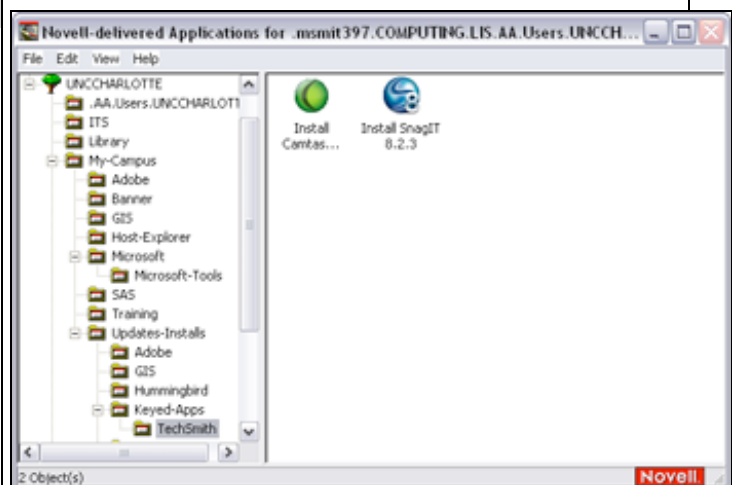 Novell-delivered Applications for .msmit397.COMPUTING.LIS.AA.Users.UNCCH...
File Edit View Help
UNCCHARLOTTE
.AA.Users.UNCCHARLOTT
ITS
Library
My-Campus
Adobe
Banner
GIS
Host-Explorer
Microsoft
Microsoft-Tools
SAS
Training
Updates-Installs
Adobe
GIS
Hummingbird
Keyed-Apps
TechSmith
Install
Camtas...
Install SnagIT
8.2.3
2 Object(s)
Novell.